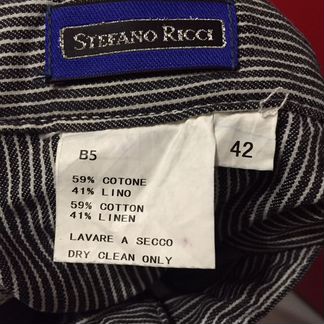 STEFANO RICCI
B5
42
59% COTONE
41% LINO
59% COTTON
41% LINEN
LAVARE A SECCO
DRY CLEAN ONLY